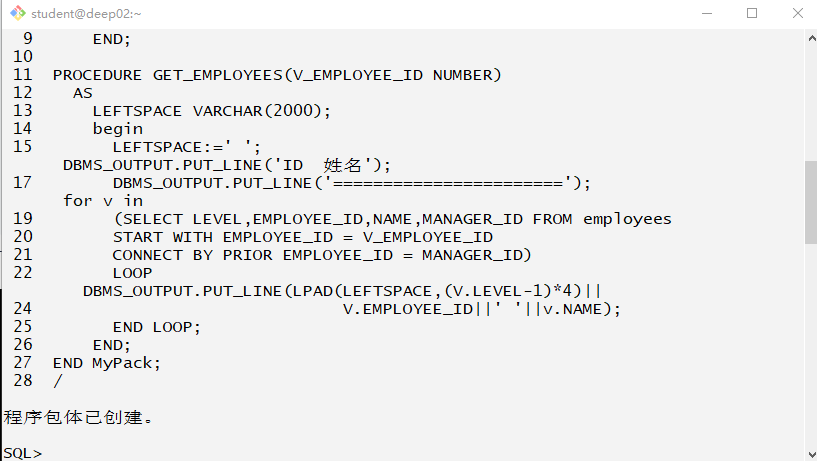 student@deep02:~
9      END;
10
11  PROCEDURE GET_EMPLOYEES(V_EMPLOYEE_ID NUMBER)
12    AS
13      LEFTSPACE VARCHAR(2000);
14      begin
15        LEFTSPACE:=' ';
DBMS_OUTPUT.PUT_LINE('ID  姓名');
17        DBMS_OUTPUT.PUT_LINE('=======================');
for v in
19        (SELECT LEVEL,EMPLOYEE_ID,NAME,MANAGER_ID FROM employees
20        START WITH EMPLOYEE_ID = V_EMPLOYEE_ID
21        CONNECT BY PRIOR EMPLOYEE_ID = MANAGER_ID)
22        LOOP
DBMS_OUTPUT.PUT_LINE(LPAD(LEFTSPACE,(V.LEVEL-1)*4)||
24                               V.EMPLOYEE_ID||' '||v.NAME);
25        END LOOP;
26      END;
27  END MyPack;
28  /
程序包体已创建。
SQL>